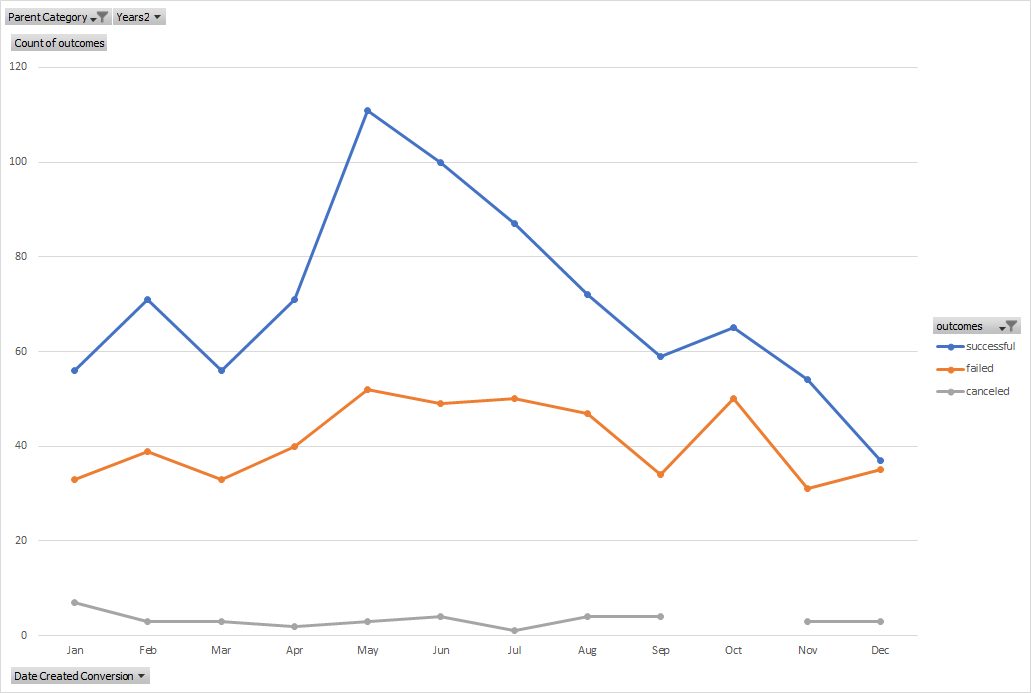 Parent Category Years2
Count of outcomes
120
100
80
60
40
20
0
Jan Feb Mar Apr May Jun Jul Aug Sep Oct Nov Dec
outcomes
successful
failed
canceled
Date Created Conversion